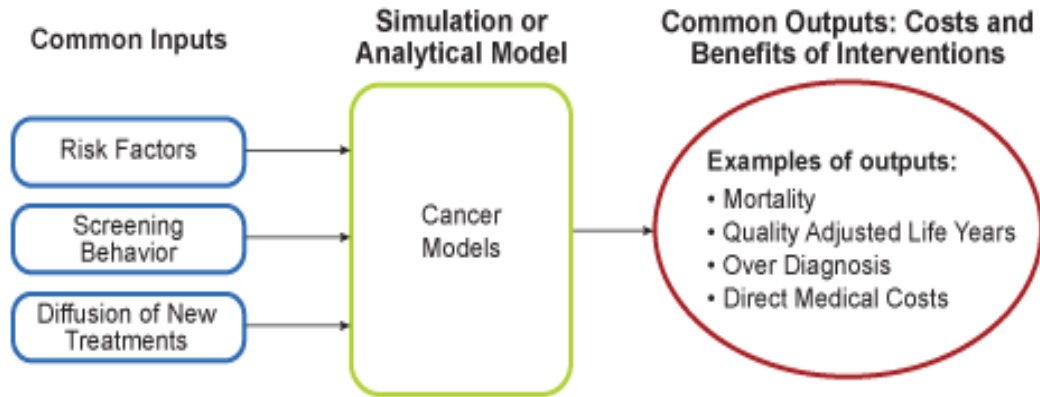 Common Inputs
Simulation or
Analytical Model
Common Outputs: Costs and
Benefits of Interventions
Risk Factors
Screening
Behavior
Diffusion of New
Treatments
Cancer
Models
Examples of outputs:
• Mortality
• Quality Adjusted Life Years
• Over Diagnosis
• Direct Medical Costs